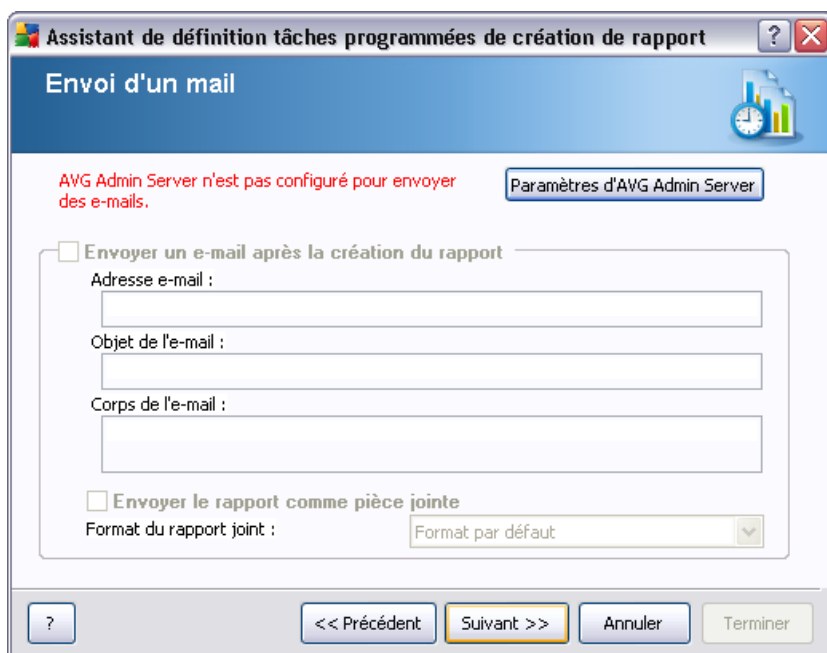 Assistant de définition tâches programmées de création de rapport
?
Envoi d'un mail
AVG Admin Server n'est pas configuré pour envoyer
des e-mails.
Paramètres d'AVG Admin Server
Envoyer un e-mail après la création du rapport
Adresse e-mail :
Objet de l'e-mail :
Corps de l'e-mail :
Envoyer le rapport comme pièce jointe
Format du rapport joint :
Format par défaut
?
<< Précédent
Suivant >>
Annuler
Terminer